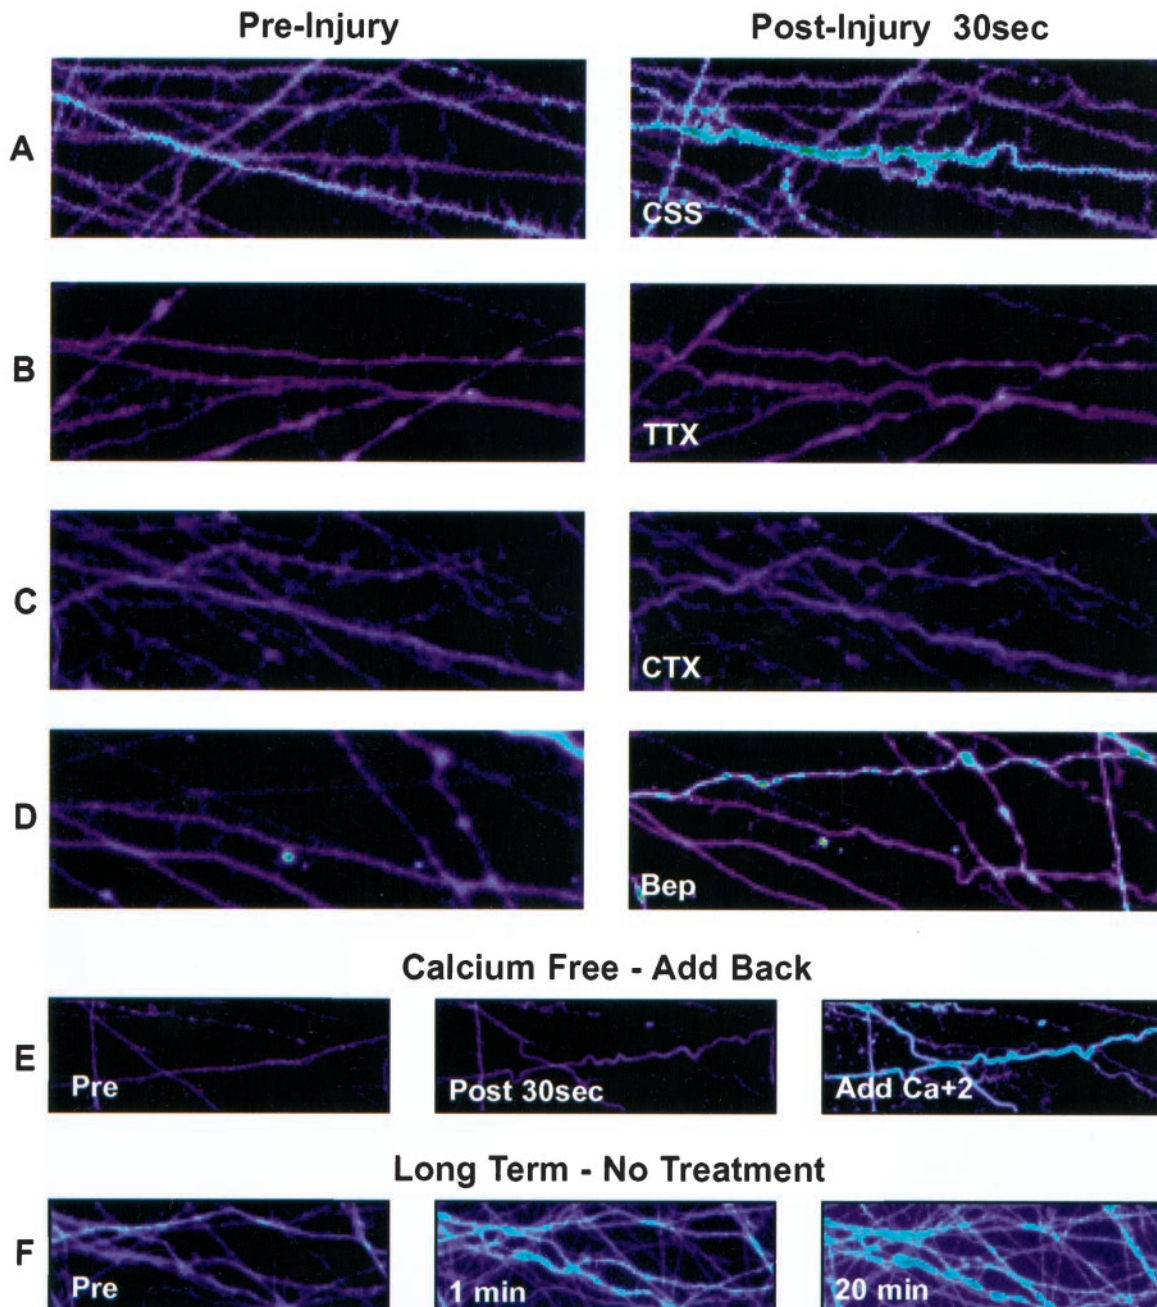 Pre-Injury
Post-Injury 30sec
A
CSS
B
TTX
C
CTX
D
Bep
Calcium Free - Add Back
E
Pre
Post 30sec
Add Ca+2
Long Term - No Treatment
F
Pre
1 min
20 min